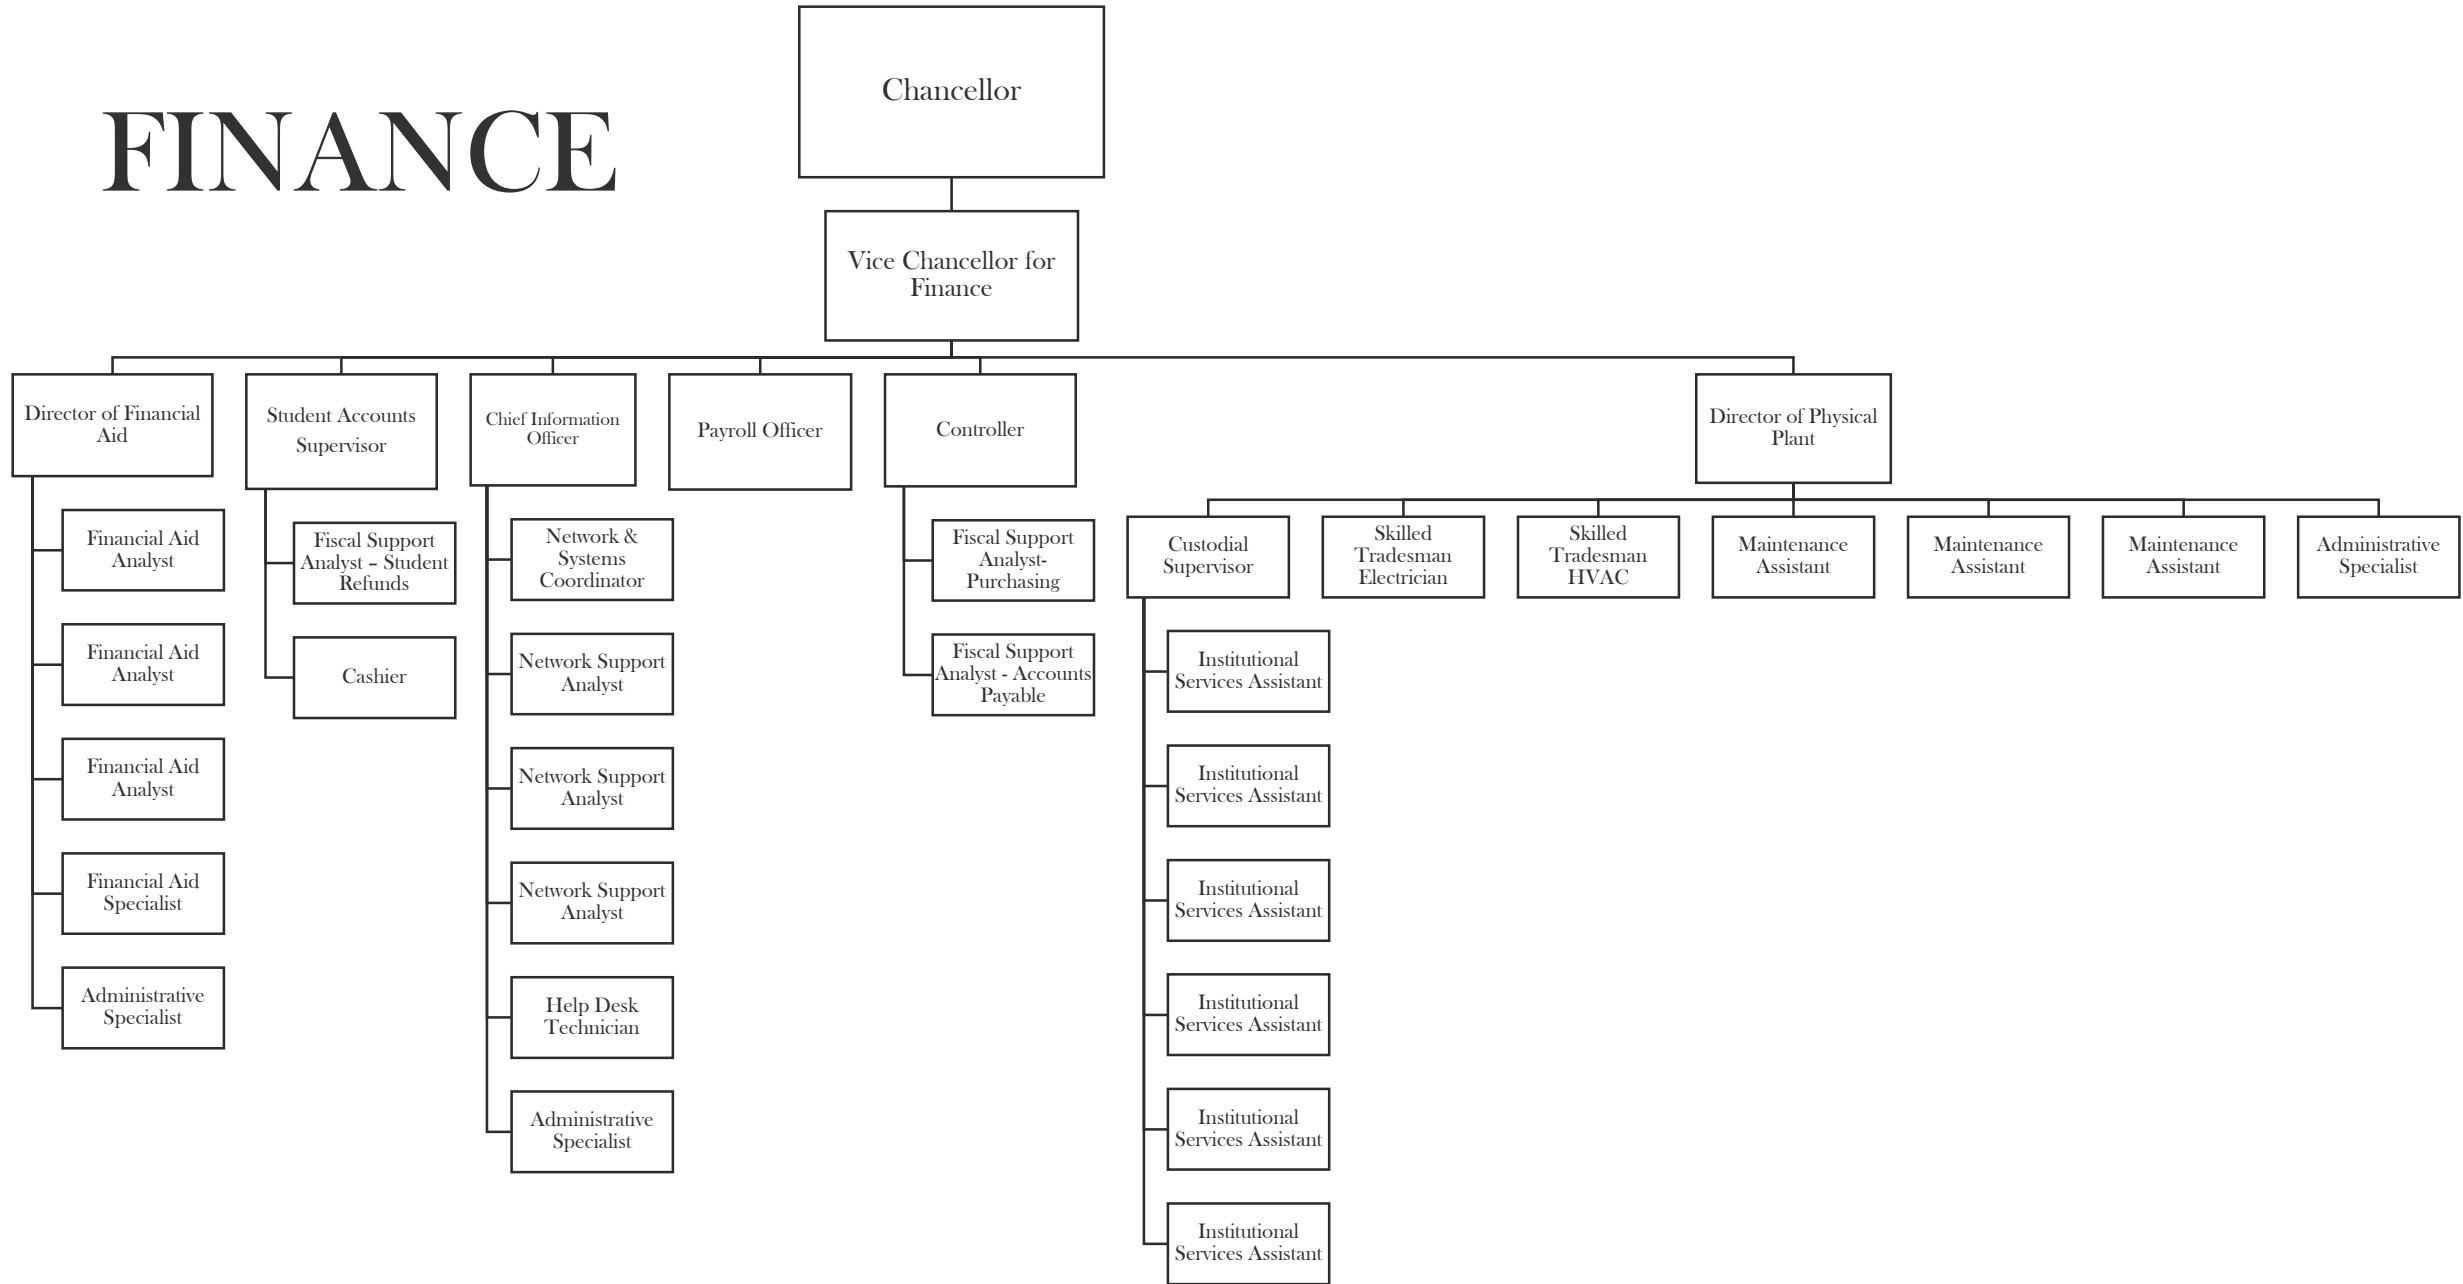 FINANCE
Chancellor
Vice Chancellor for
Finance
Director of Financial
Aid
Student Accounts
Supervisor
Chief Information
Officer
Payroll Officer
Controller
Director of Physical
Plant
Financial Aid
Analyst
Financial Aid
Analyst
Financial Aid
Analyst
Financial Aid
Specialist
Administrative
Specialist
Fiscal Support
Analyst – Student
Refunds
Cashier
Network &
Systems
Coordinator
Network Support
Analyst
Network Support
Analyst
Network Support
Analyst
Help Desk
Technician
Administrative
Specialist
Fiscal Support
Analyst-
Purchasing
Fiscal Support
Analyst - Accounts
Payable
Custodial
Supervisor
Skilled
Tradesman
Electrician
Skilled
Tradesman
HVAC
Maintenance
Assistant
Maintenance
Assistant
Maintenance
Assistant
Administrative
Specialist
Institutional
Services Assistant
Institutional
Services Assistant
Institutional
Services Assistant
Institutional
Services Assistant
Institutional
Services Assistant
Institutional
Services Assistant